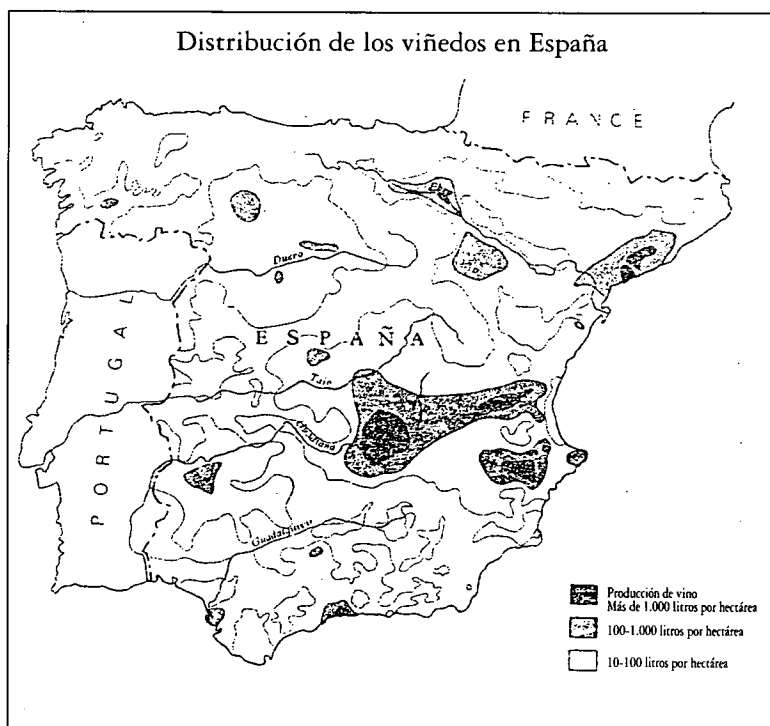 Distribución de los viñedos en España
FRANCE
Ebro
Duero
ESPAÑA
PORTUGAL
Tajo
Guadiana
Guadalquivir
Producción de vino
Más de 1.000 litros por hectárea
100-1.000 litros por hectárea
10-100 litros por hectárea